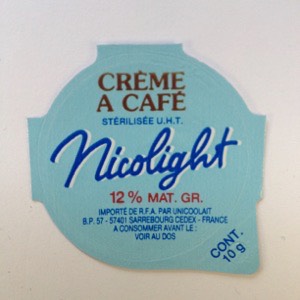 CRÈME
A CAFÉ
STÉRILISÉE U.H.T.
Nicolight
12% MAT. GR.
IMPORTÉ DE R.F.A. PAR UNICOOLAIT
B.P. 57 - 57401 SARREBOURG CEDEX - FRANCE
A CONSOMMER AVANT LE :
VOIR AU DOS
CONT.
10 g